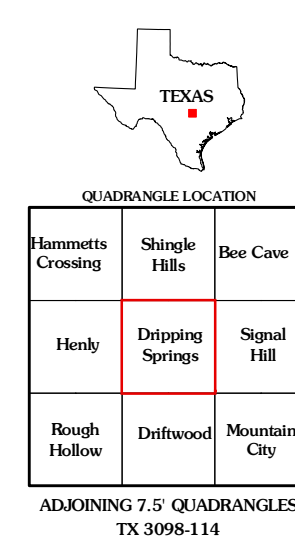 TEXAS
QUADRANGLE LOCATION
Hammetts
Crossing
Shingle
Hills
Bee Cave
Henly
Dripping
Springs
Signal
Hill
Rough
Hollow
Driftwood
Mountain
City
ADJOINING 7.5' QUADRANGLES
TX 3098-114